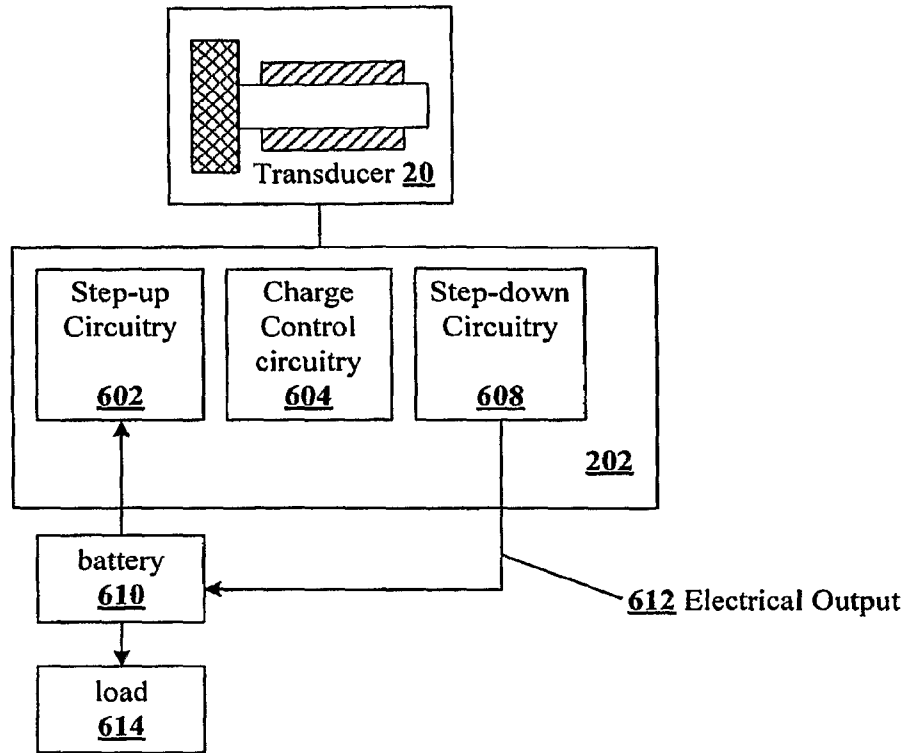 Transducer 20
Step-up
Circuitry
602
Charge
Control
circuitry
604
Step-down
Circuitry
608
202
battery
610
612 Electrical Output
load
614